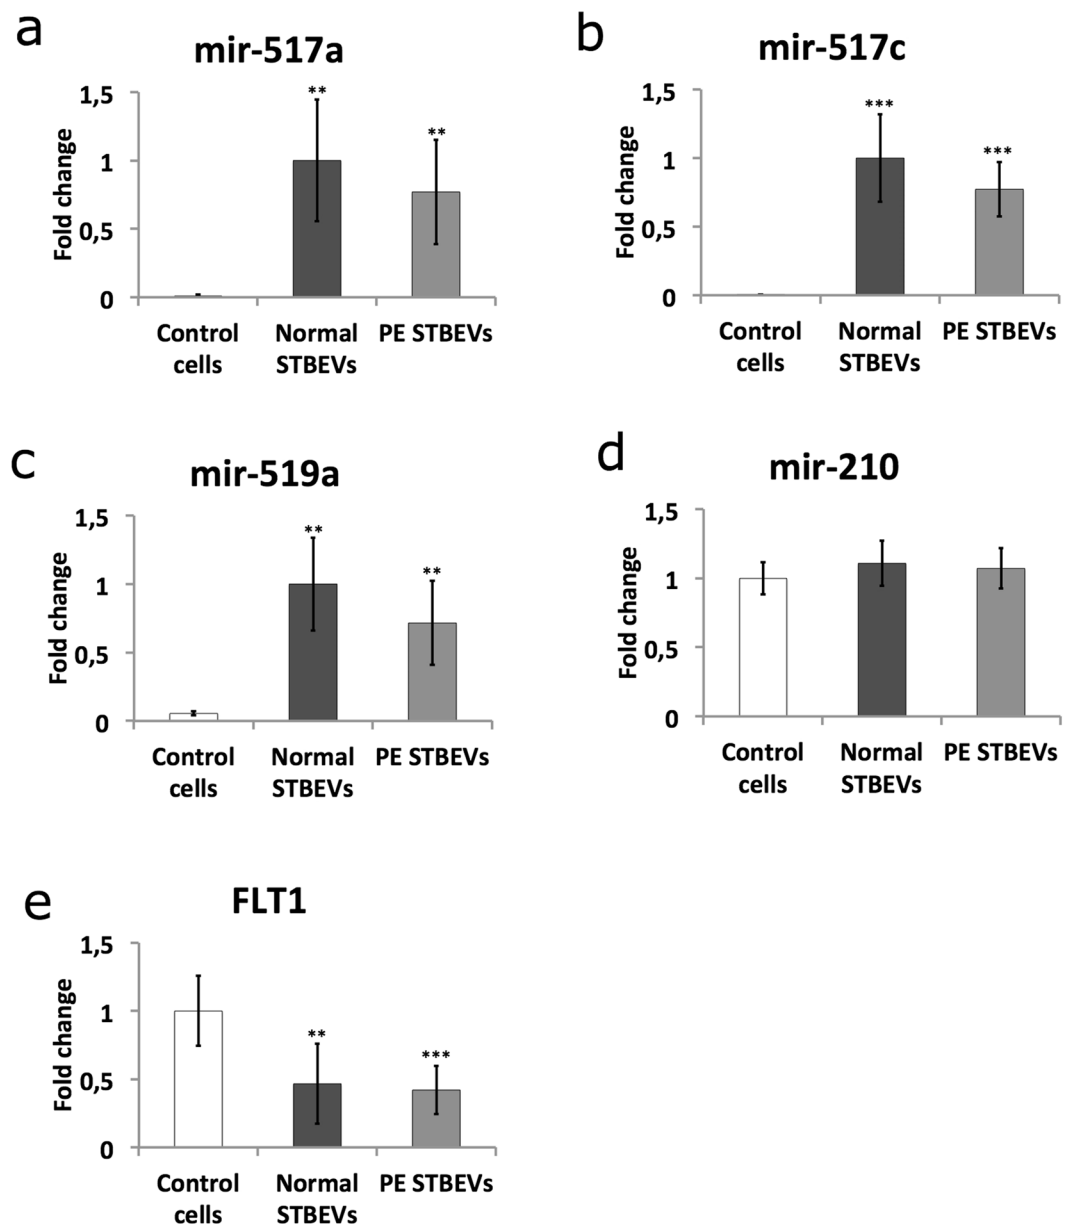 a
mir-517a
Fold change
1,5
1
0,5
0
**
**
Control cells
Normal STBEVs
PE STBEVs
b
mir-517c
Fold change
1,5
1
0,5
0
***
***
Control cells
Normal STBEVs
PE STBEVs
c
mir-519a
Fold change
1,5
1
0,5
0
**
**
Control cells
Normal STBEVs
PE STBEVs
d
mir-210
Fold change
1,5
1
0,5
0
Control cells
Normal STBEVs
PE STBEVs
e
FLT1
Fold change
1,5
1
0,5
0
**
***
Control cells
Normal STBEVs
PE STBEVs